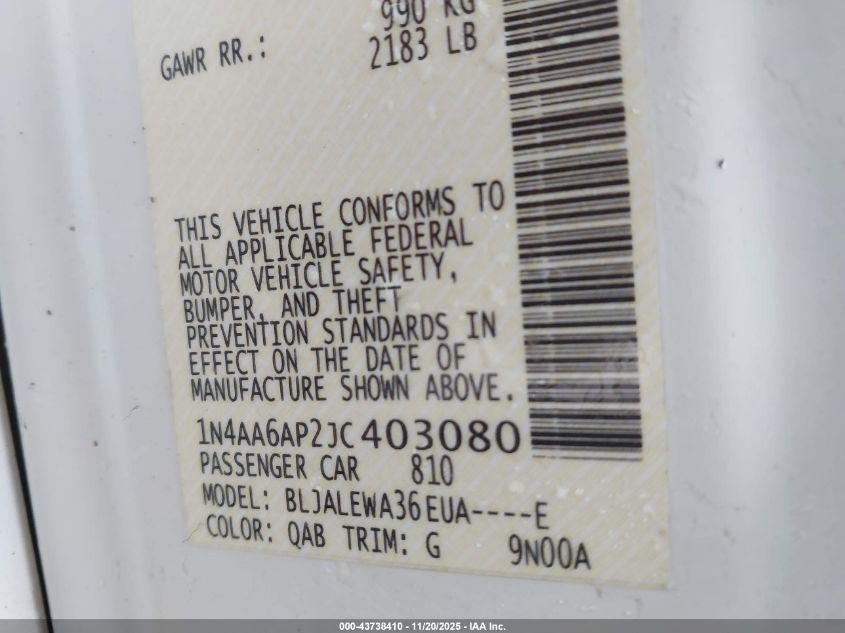 990 KG
GAWR RR.: 2183 LB
THIS VEHICLE CONFORMS TO
ALL APPLICABLE FEDERAL
MOTOR VEHICLE SAFETY,
BUMPER, AND THEFT
PREVENTION STANDARDS IN
EFFECT ON THE DATE OF
MANUFACTURE SHOWN ABOVE.
1N4AA6AP2JC403080
PASSENGER CAR 810
MODEL: BLJALEWA36EUA----E
COLOR: QAB TRIM: G 9N00A
000-43738410 - 11/20/2025 - IAA Inc.